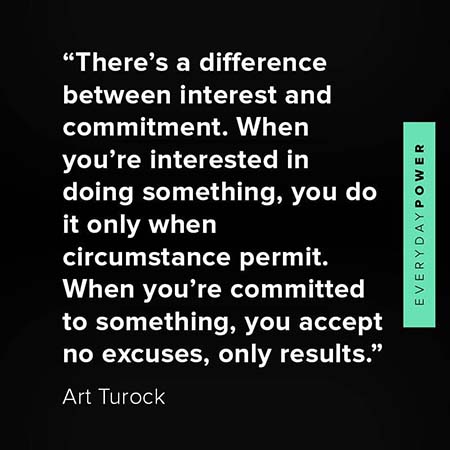 “There’s a difference
between interest and
commitment. When
you’re interested in
doing something, you do
it only when
circumstance permit.
When you’re committed
to something, you accept
no excuses, only results.”
Art Turock
EVERYDAYPOWER